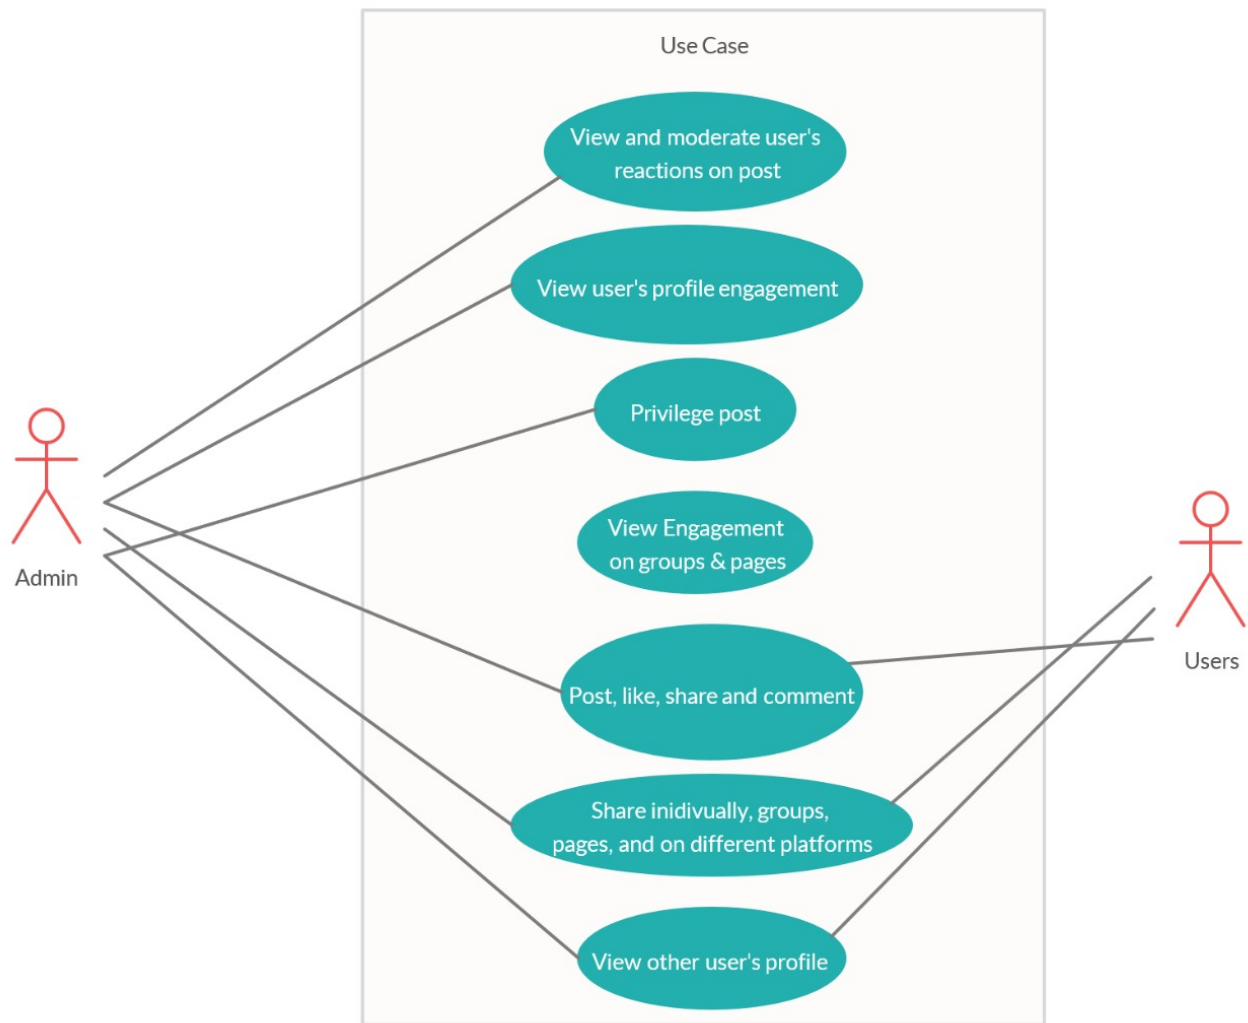 Use Case
View and moderate user's
reactions on post
View user's profile engagement
Privilege post
View Engagement
on groups & pages
Admin
Users
Post, like, share and comment
Share inidivually, groups,
pages, and on different platforms
View other user's profile